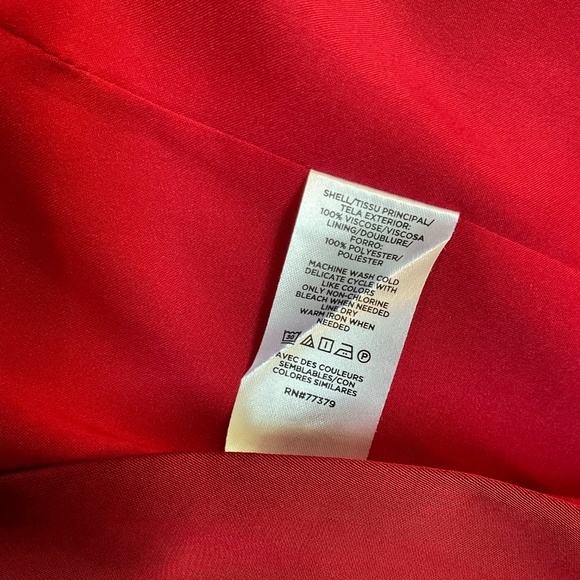 SHELL/TISSU PRINCIPAL/
TELA EXTERIOR:
100% VISCOSE/VISCOSA
LINING/DOUBLURE/
FORRO:
100% POLYESTER/
POLIÉSTER
MACHINE WASH COLD
DELICATE CYCLE WITH
LIKE COLORS
ONLY NON-CHLORINE
BLEACH WHEN NEEDED
LINE DRY
WARM IRON WHEN
NEEDED
30 P
AVEC DES COULEURS
SEMBLABLES/CON
COLORES SIMILARES
RN#77379